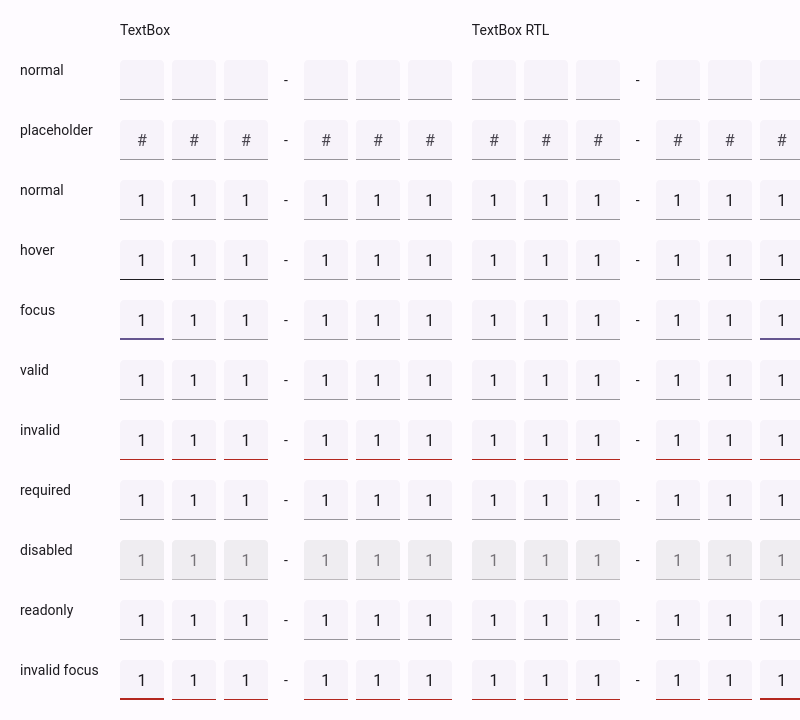 TextBox TextBox RTL
normal - -
placeholder # # # - # # # # # # - # # #
normal 1 1 1 - 1 1 1 1 1 1 - 1 1 1
hover 1 1 1 - 1 1 1 1 1 1 - 1 1 1
focus 1 1 1 - 1 1 1 1 1 1 - 1 1 1
valid 1 1 1 - 1 1 1 1 1 1 - 1 1 1
invalid 1 1 1 - 1 1 1 1 1 1 - 1 1 1
required 1 1 1 - 1 1 1 1 1 1 - 1 1 1
disabled 1 1 1 - 1 1 1 1 1 1 - 1 1 1
readonly 1 1 1 - 1 1 1 1 1 1 - 1 1 1
invalid focus 1 1 1 - 1 1 1 1 1 1 - 1 1 1